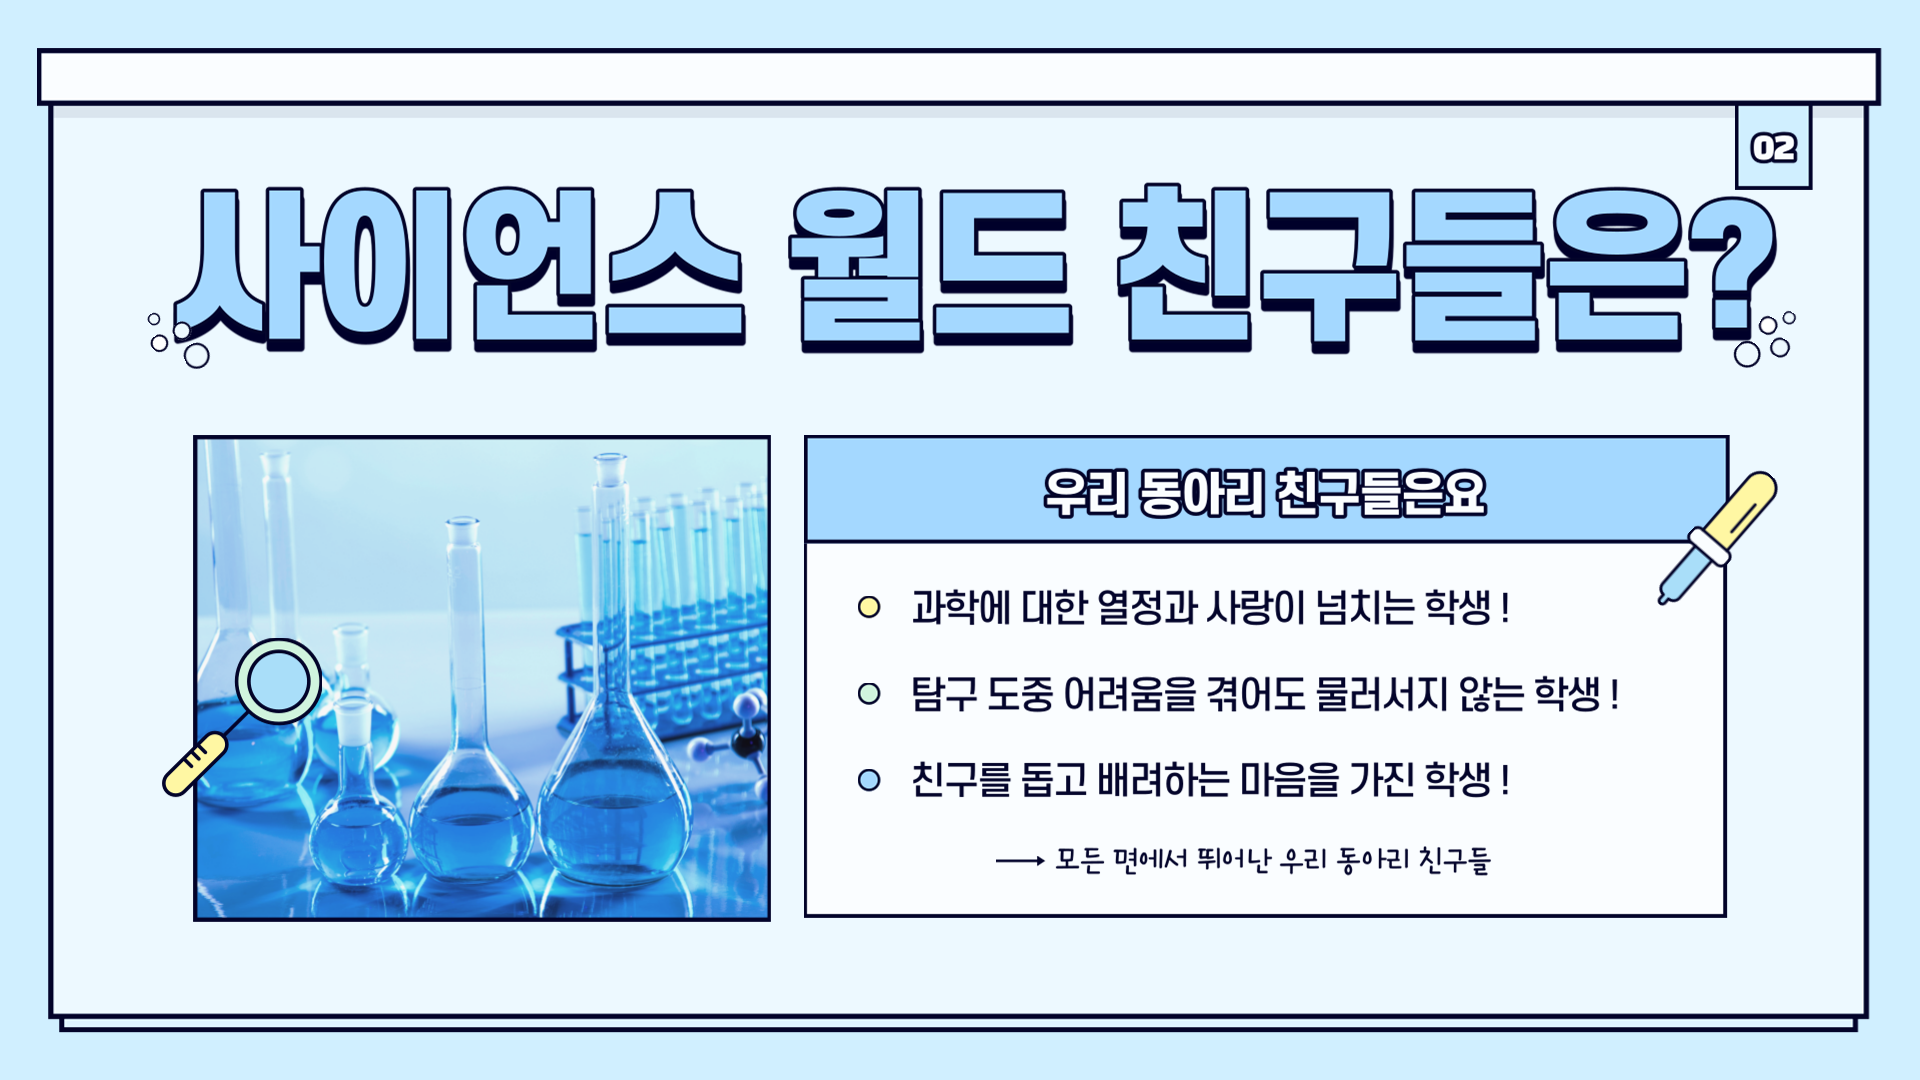 02
사이언스 월드 친구들은?
우리 동아리 친구들은요
과학에 대한 열정과 사랑이 넘치는 학생 !
탐구 도중 어려움을 겪어도 물러서지 않는 학생 !
친구를 돕고 배려하는 마음을 가진 학생 !
모든 면에서 뛰어난 우리 동아리 친구들